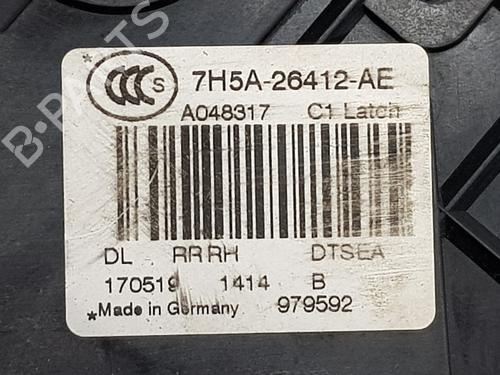 CCC S 7H5A-26412-AE
A048317 C1 Latch
DL RR RH DTSEA
170519 1414 B
*Made in Germany 979592
B-PARTS